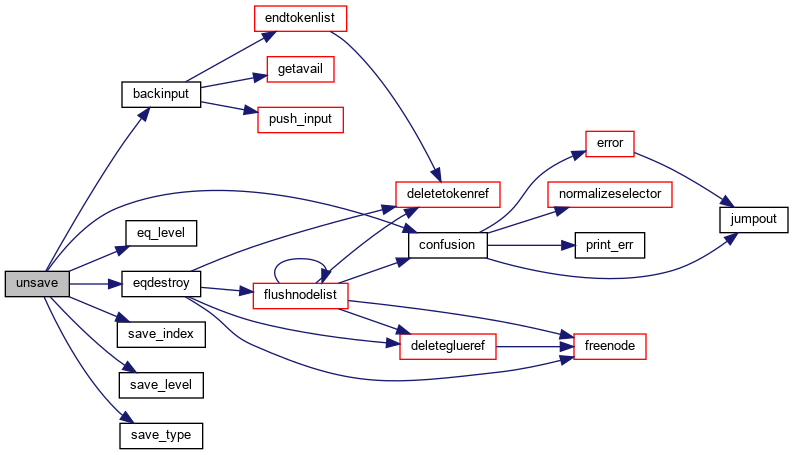 endtokenlist
getavail
backinput
push_input
error
deletetokenref
normalizeselector
jumpout
eq_level
confusion
print_err
unsave
eqdestroy
flushnodelist
save_index
deleteglueref
freenode
save_level
save_type